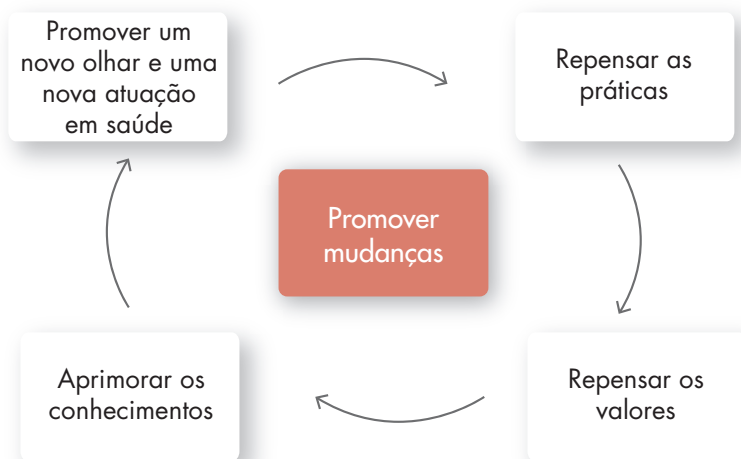 Promover um
novo olhar e uma
nova atuação
em saúde
Repensar as
práticas
Promover
mudanças
Aprimorar os
conhecimentos
Repensar os
valores